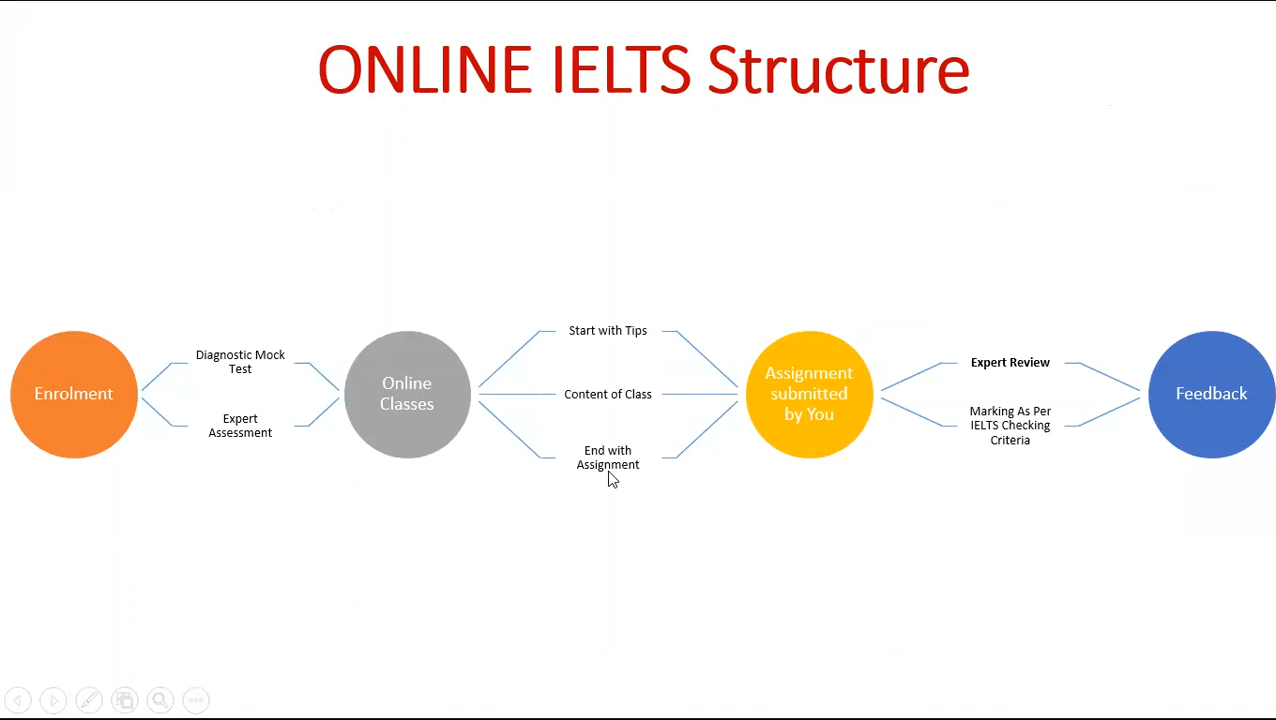 ONLINE IELTS Structure
Enrolment
Diagnostic Mock
Test
Expert
Assessment
Online
Classes
Start with Tips
Content of Class
End with
Assignment
Assignment
submitted
by You
Expert Review
Marking As Per
IELTS Checking
Criteria
Feedback